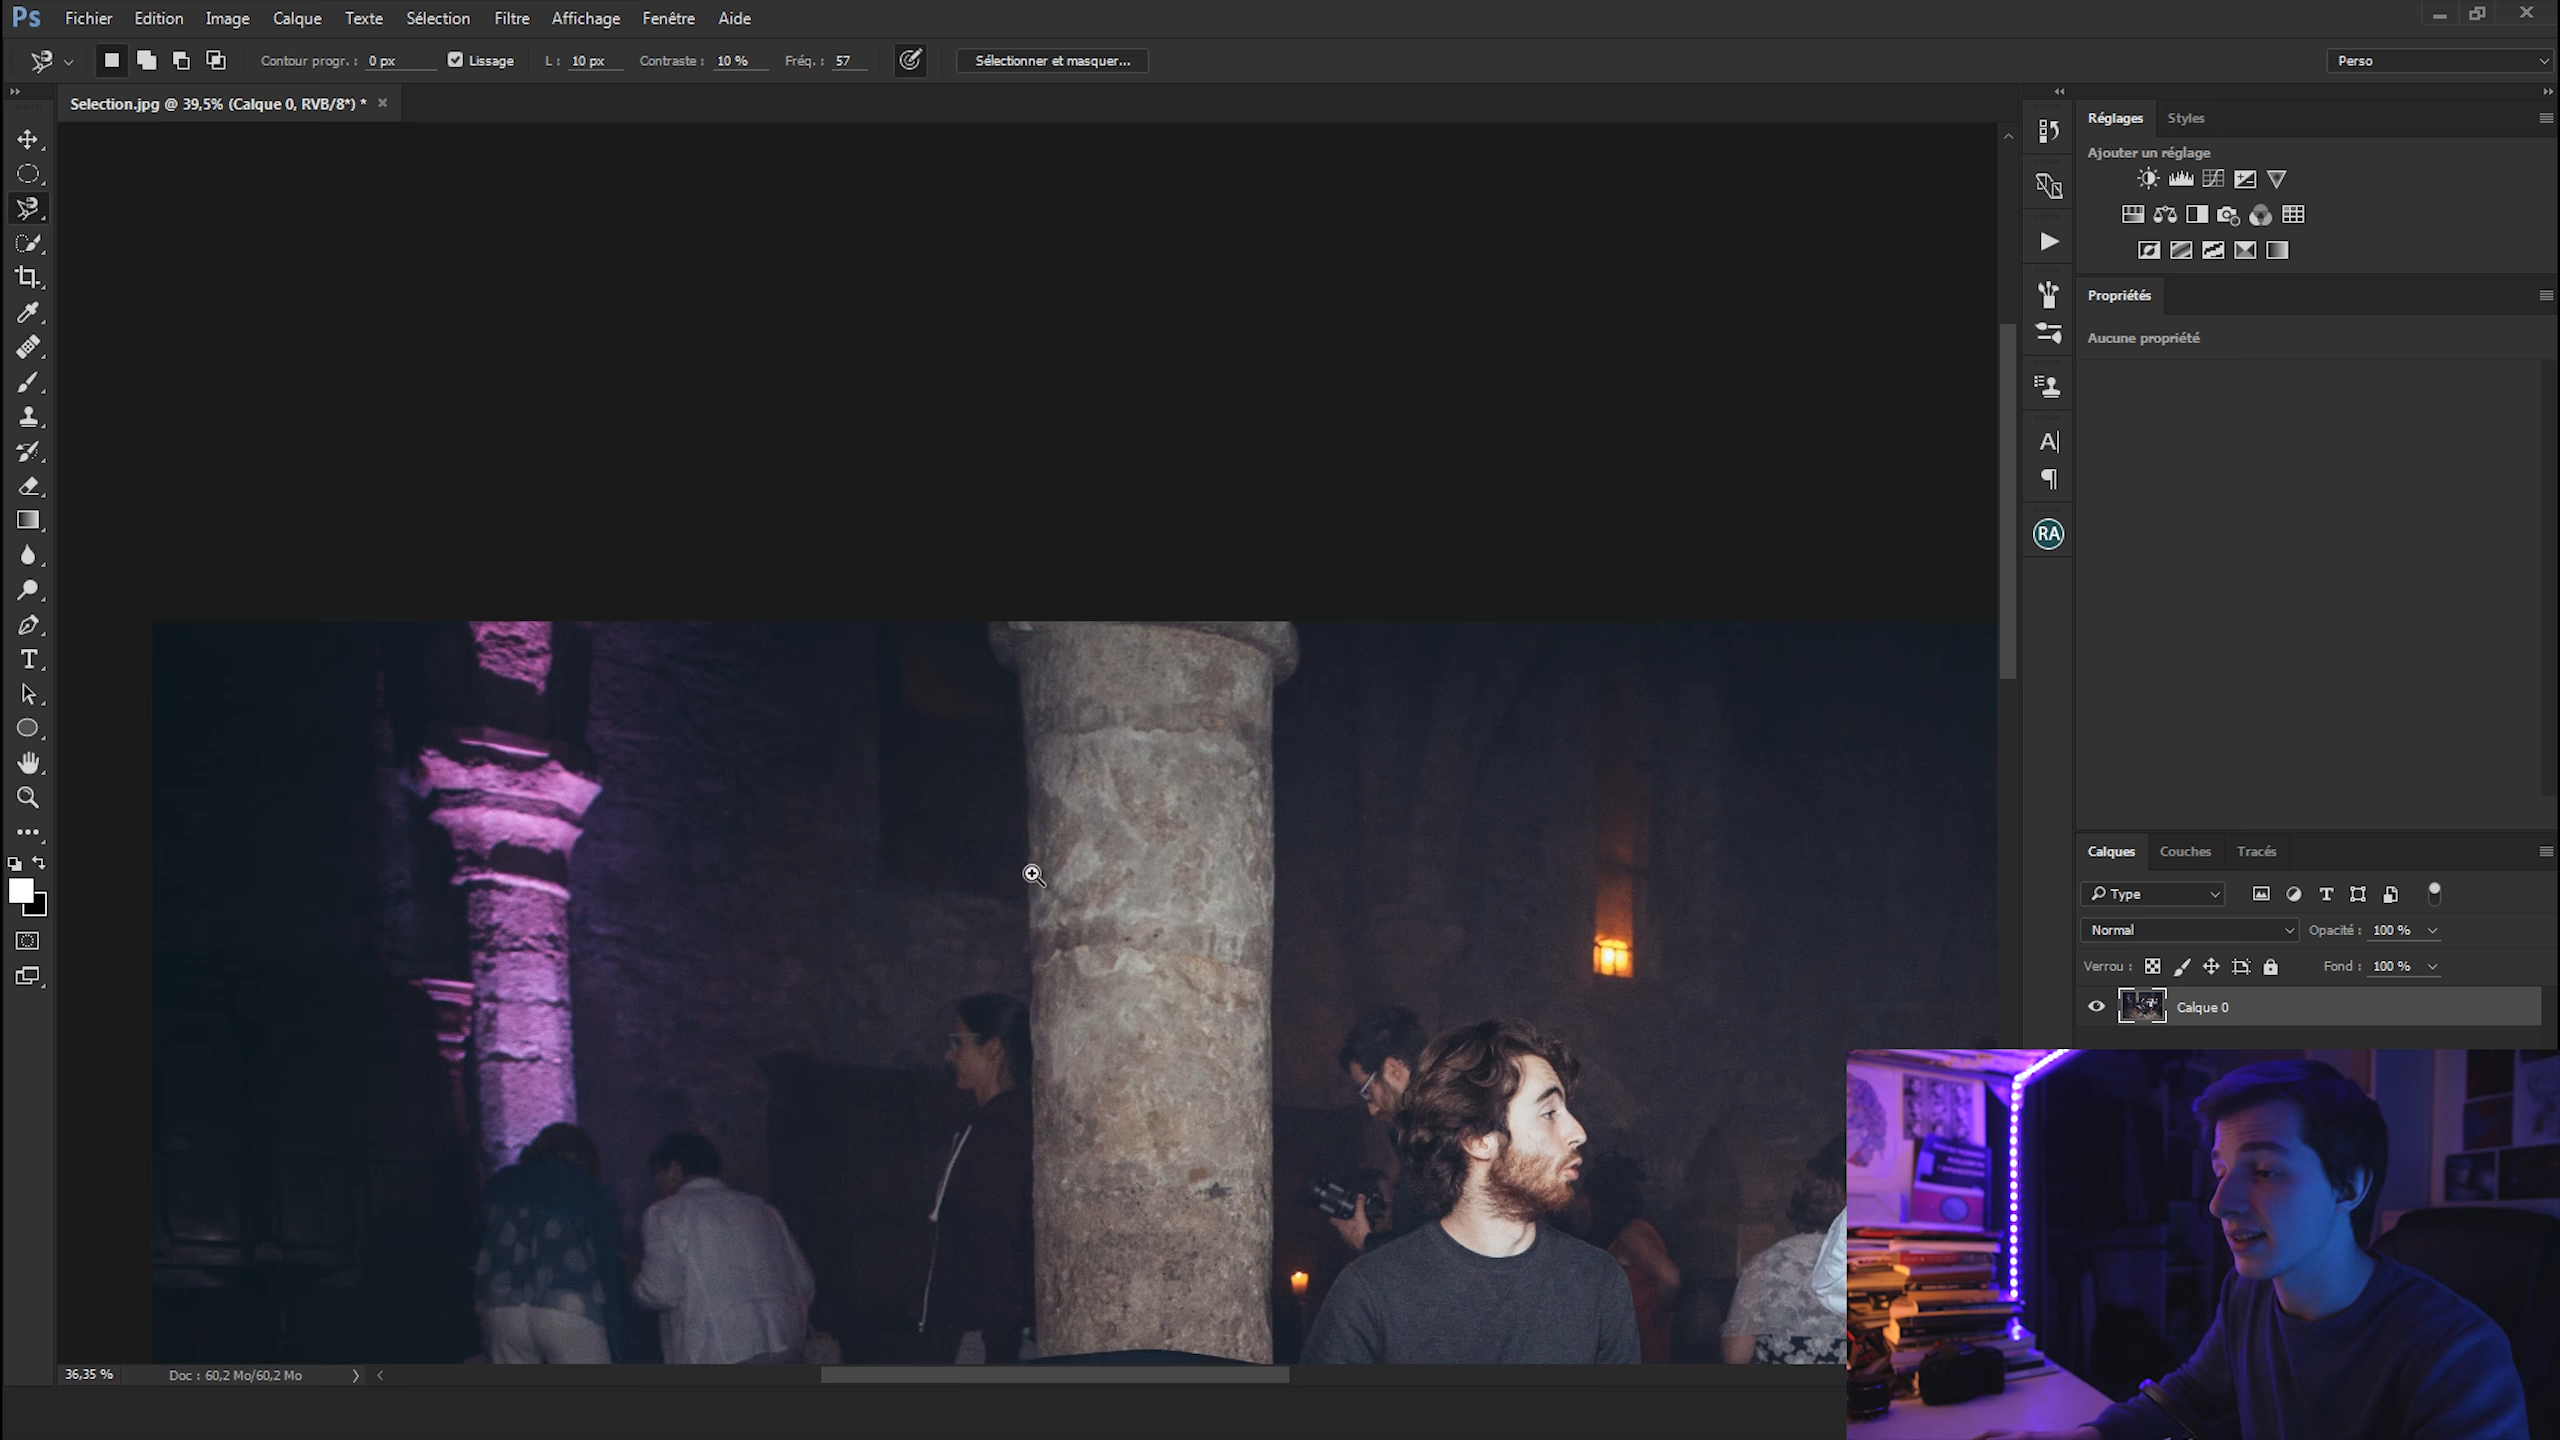 Ps Fichier Edition Image Calque Texte Sélection Filtre Affichage Fenêtre Aide
Contour progr. : 0 px Lissage L : 10 px Contraste : 10 % Fréq. : 57 Sélectionner et masquer... Perso
Selection.jpg @ 39,5% (Calque 0, RVB/8*) *
Réglages Styles
Ajouter un réglage
Propriétés
Aucune propriété
A
RA
T
Calques Couches Tracés
Type T
Normal Opacité : 100 %
Verrou : Fond : 100 %
Calque 0
36,35 % Doc : 60,2 Mo/60,2 Mo